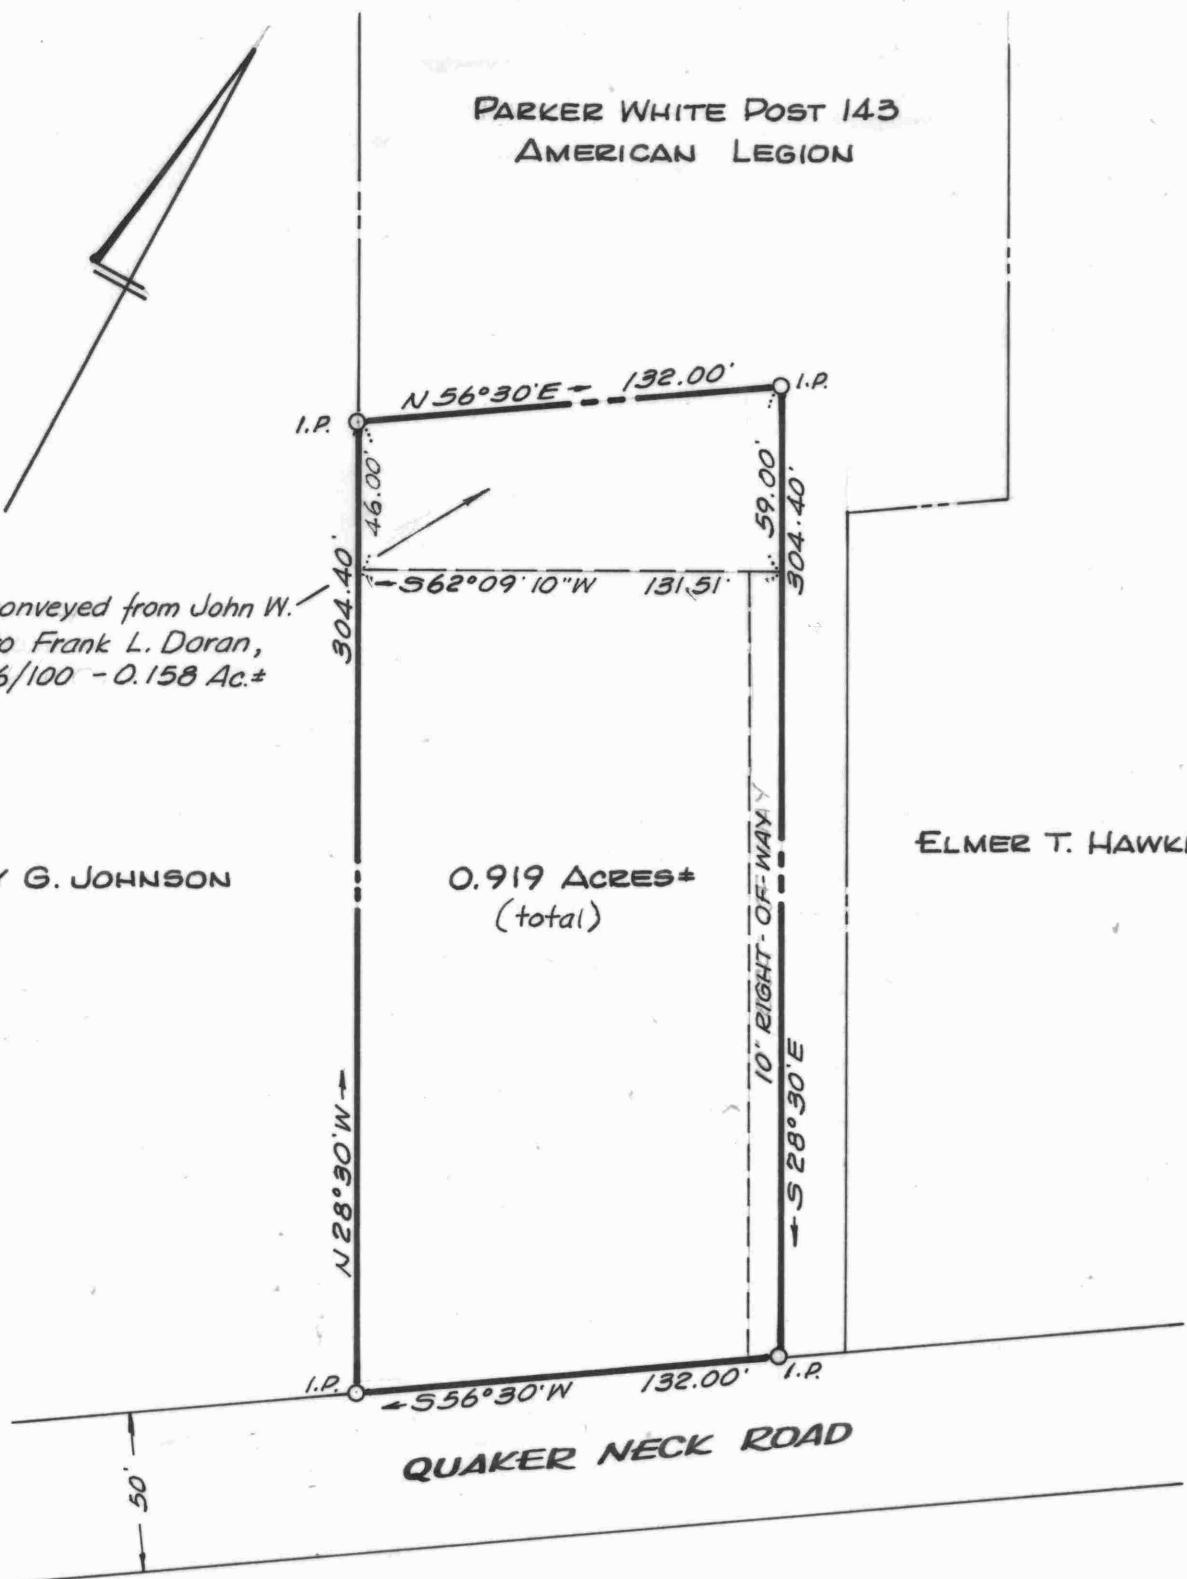 PARKER WHITE POST 143
AMERICAN LEGION
N 56°30'E 132.00'
I.P.
I.P.
46.00'
59.00'
304.40'
304.40'
S62°09'10"W 131.51'
onveyed from John W.
o Frank L. Doran,
6/100 - 0.158 Ac.±
G. JOHNSON
0.919 ACRES±
(total)
10' RIGHT-OF-WAY
ELMER T. HAWK
N 28°30'W
S 28°30'E
I.P.
S56°30'W 132.00'
I.P.
QUAKER NECK ROAD
50'